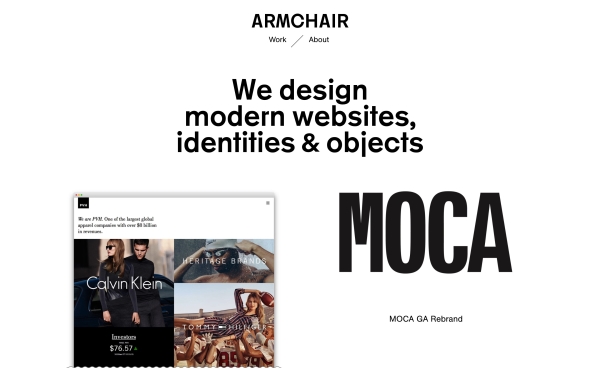 ARMCHAIR
Work / About
We design
modern websites,
identities & objects
PVH
We are PVH. One of the largest global
apparel companies with over $8 billion
in revenues.
HERITAGE BRANDS
Calvin Klein
TOMMY HILFIGER
Investors
$76.57
MOCA
MOCA GA Rebrand